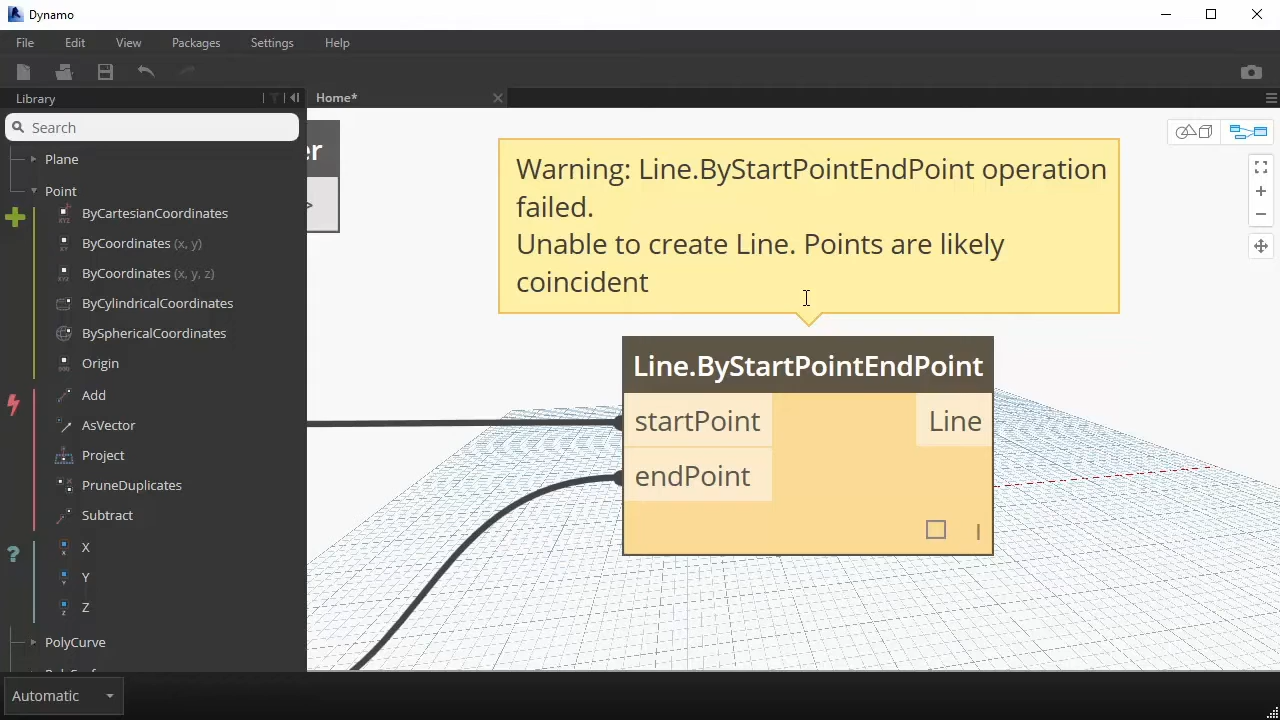 Dynamo
File Edit View Packages Settings Help
Library
Home*
Search
Plane
Point
ByCartesianCoordinates
ByCoordinates (x, y)
ByCoordinates (x, y, z)
ByCylindricalCoordinates
BySphericalCoordinates
Origin
Add
AsVector
Project
PruneDuplicates
Subtract
X
Y
Z
PolyCurve
er
>
Warning: Line.ByStartPointEndPoint operation
failed.
Unable to create Line. Points are likely
coincident
Line.ByStartPointEndPoint
startPoint Line
endPoint
Automatic